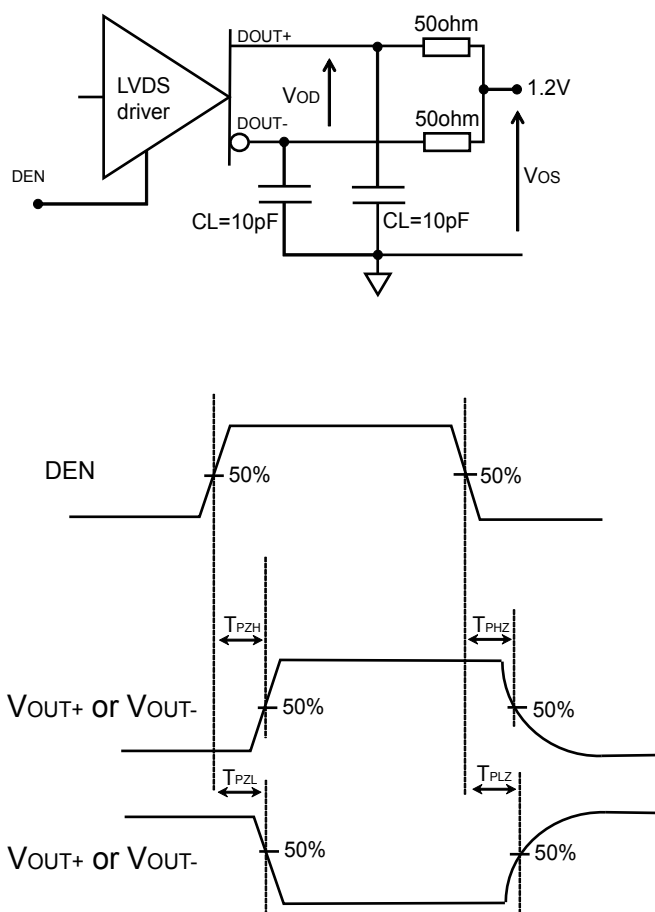 DOUT+
50ohm
LVDS
driver
VOD
1.2V
DOUT-
50ohm
DEN
VOS
CL=10pF
CL=10pF
DEN
50%
50%
TPZH
TPHZ
VOUT+ or VOUT-
50%
50%
TPZL
TPLZ
VOUT+ or VOUT-
50%
50%